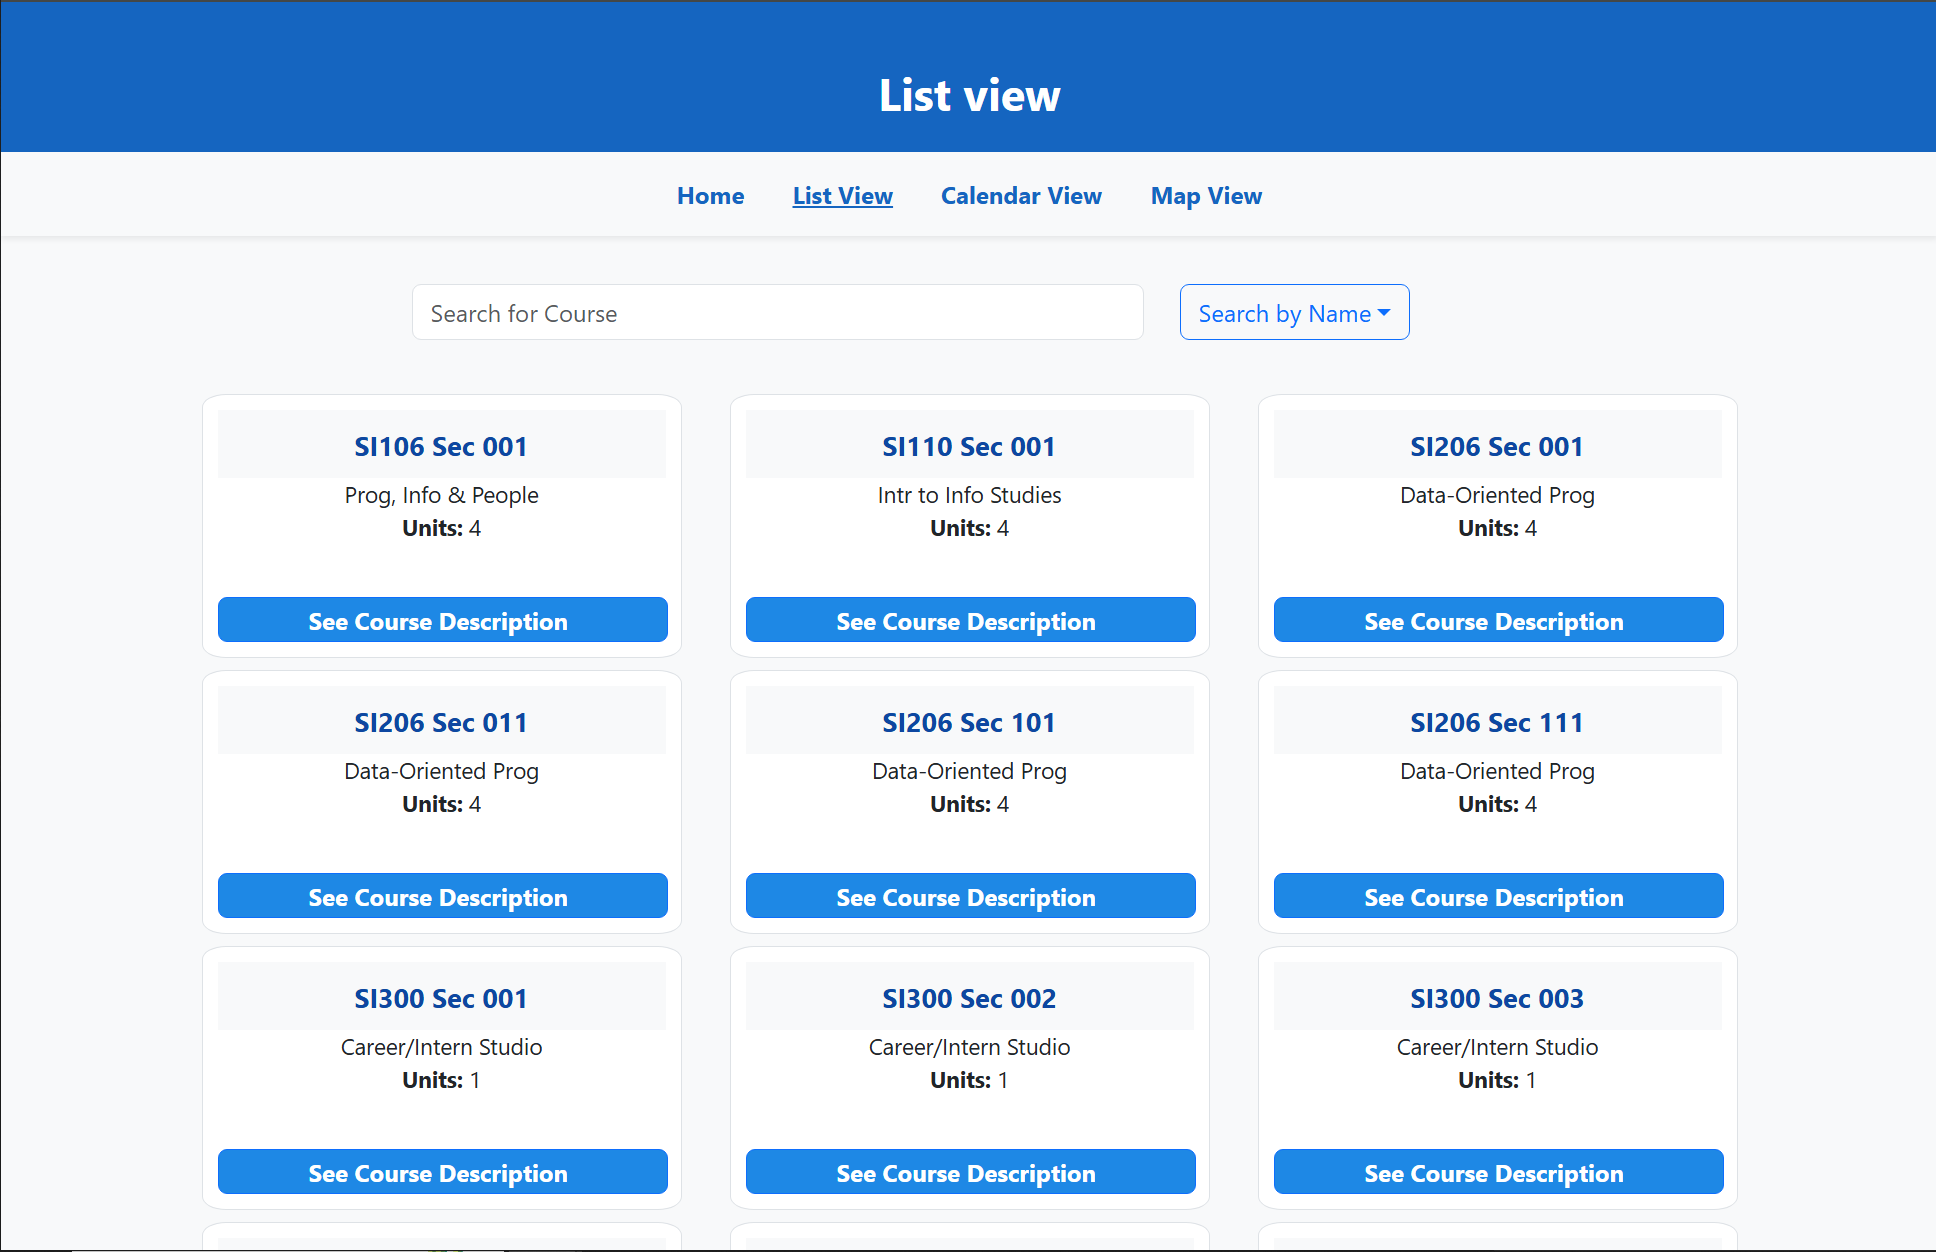 List view
Home List View Calendar View Map View
Search for Course Search by Name
SI106 Sec 001
Prog, Info & People
Units: 4
See Course Description
SI110 Sec 001
Intr to Info Studies
Units: 4
See Course Description
SI206 Sec 001
Data-Oriented Prog
Units: 4
See Course Description
SI206 Sec 011
Data-Oriented Prog
Units: 4
See Course Description
SI206 Sec 101
Data-Oriented Prog
Units: 4
See Course Description
SI206 Sec 111
Data-Oriented Prog
Units: 4
See Course Description
SI300 Sec 001
Career/Intern Studio
Units: 1
See Course Description
SI300 Sec 002
Career/Intern Studio
Units: 1
See Course Description
SI300 Sec 003
Career/Intern Studio
Units: 1
See Course Description